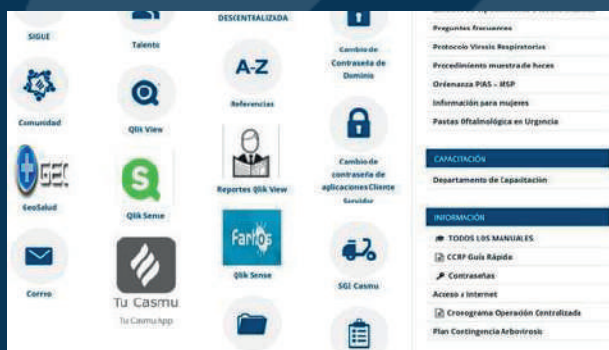 SIGUE
Comunidad
GEO
GeoSalud
Correo
Talento
Qlik View
Qlik Sense
Tu Casmu
Tu Casmu App
DESCENTRALIZADA
A-Z
Referencias
Reportes Qlik View
Qlik Sense
Cambio de
Contraseña de
Dominio
Cambio de
contraseña de
aplicaciones Cliente
Servidor
SGI Casmu
Preguntas frecuentes
Protocolo Virosis Respiratorias
Procedimiento muestra de heces
Ordenanza PIAS - MSP
Información para mujeres
Pastas Oftalmológica en Urgencia
CAPACITACIÓN
Departamento de Capacitación
INFORMACIÓN
TODOS LOS MANUALES
CCRP Guía Rápida
Contraseñas
Acceso a Internet
Cronograma Operación Centralizada
Plan Contingencia Arbovirosis